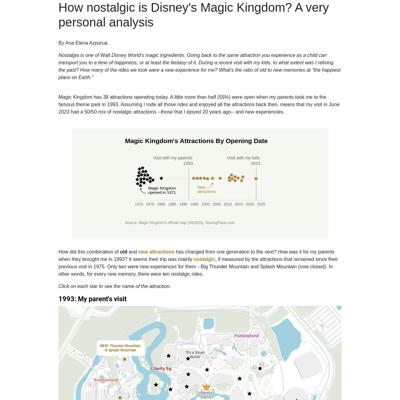 How nostalgic is Disney's Magic Kingdom? A very
personal analysis
By Ana Elena Azpúrua
Nostalgia is one of Walt Disney World's magic ingredients. Going back to the same attraction you experience as a child can
transport you to a time of happiness, or at least the fantasy of it. During a recent visit with my kids, to what extent was I reliving
the past? How many of the rides we took were a new experience for me? What's the ratio of old to new memories at "the happiest
place on Earth."
Magic Kingdom has 38 attractions operating today. A little more than half (55%) were open when my parents took me to the
famous theme park in 1993. Assuming I rode all those rides and enjoyed all the attractions back then, means that my visit in June
2023 had a 50/50 mix of nostalgic attractions --those that I enjoyed 20 years ago-- and new experiences.
Magic Kingdom's Attractions By Opening Date
Visit with my parents
1993
Visit with my kids
2023
Magic Kingdom
opened in 1971
New
attractions
1970 1975 1980 1985 1990 1995 2000 2005 2010 2015 2020 2025
Source: Magic Kingdom's official map (06/2023), TouringPlans.com
How did this combination of old and new attractions has changed from one generation to the next? How was it for my parents
when they brought me in 1993? It seems their trip was mainly nostalgic, if measured by the attractions that remained since their
previous visit in 1975. Only two were new experiences for them --Big Thunder Mountain and Splash Mountain (now closed). In
other words, for every new memory, there were ten nostalgic rides.
Click on each star to see the name of the attraction.
1993: My parent's visit
Fantasyland
NEW: Thunder Mountain
& Splash Mountain
"It's a Small
World"
Liberty Sq.
Frontierland
Cinderella